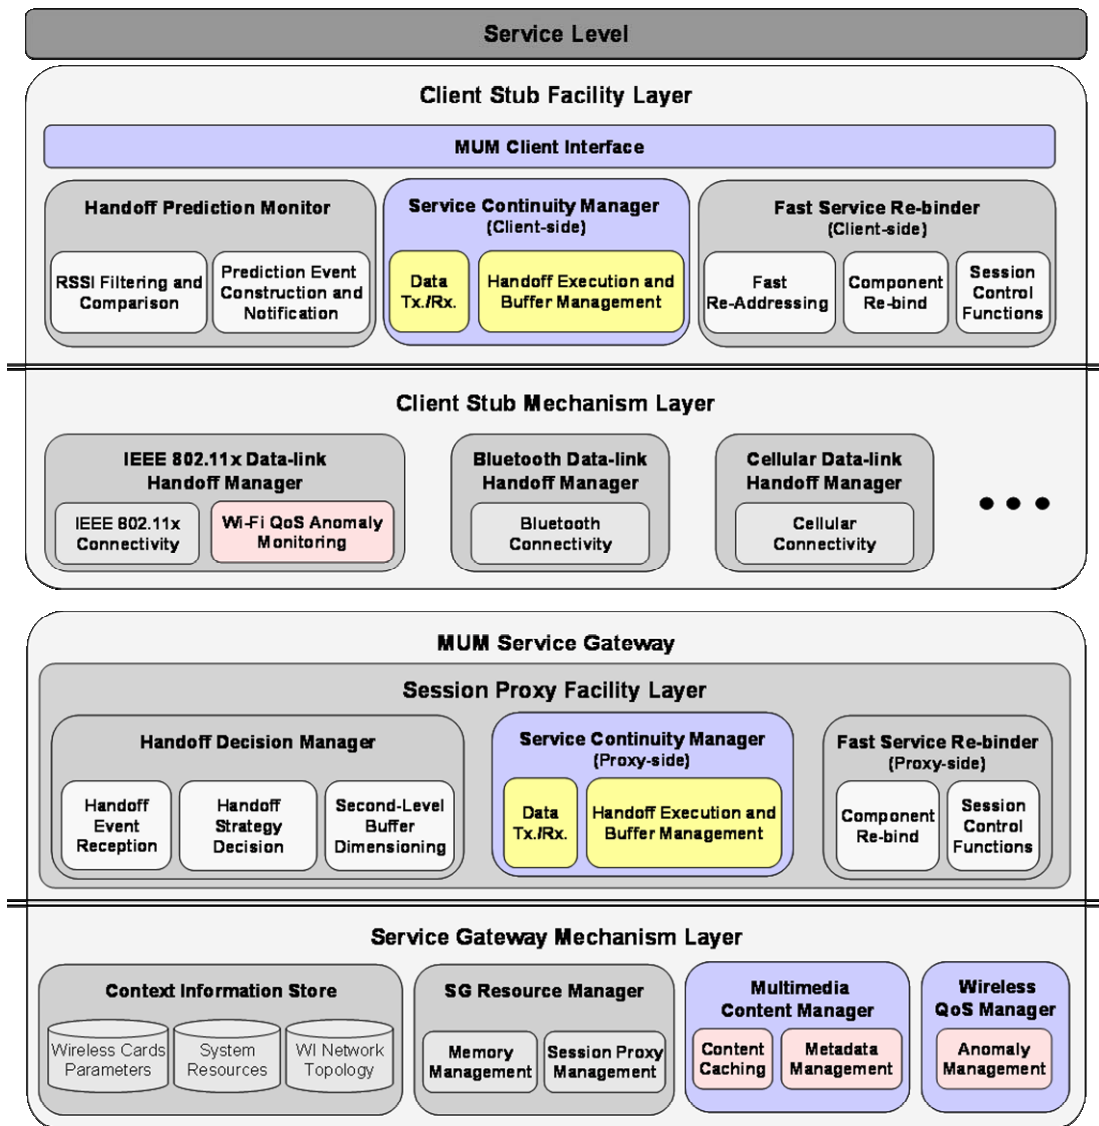 Service Level
Client Stub Facility Layer
MUM Client Interface
Handoff Prediction Monitor
RSSI Filtering and
Comparison
Prediction Event
Construction and
Notification
Service Continuity Manager
(Client-side)
Data
Tx./Rx.
Handoff Execution and
Buffer Management
Fast Service Re-binder
(Client-side)
Fast
Re-Addressing
Component
Re-bind
Session
Control
Functions
Client Stub Mechanism Layer
IEEE 802.11x Data-link
Handoff Manager
IEEE 802.11x
Connectivity
Wi-Fi QoS Anomaly
Monitoring
Bluetooth Data-link
Handoff Manager
Bluetooth
Connectivity
Cellular Data-link
Handoff Manager
Cellular
Connectivity
MUM Service Gateway
Session Proxy Facility Layer
Handoff Decision Manager
Handoff
Event
Reception
Handoff
Strategy
Decision
Second-Level
Buffer
Dimensioning
Service Continuity Manager
(Proxy-side)
Data
Tx./Rx.
Handoff Execution and
Buffer Management
Fast Service Re-binder
(Proxy-side)
Component
Re-bind
Session
Control
Functions
Service Gateway Mechanism Layer
Context Information Store
Wireless Cards
Parameters
System
Resources
WI Network
Topology
SG Resource Manager
Memory
Management
Session Proxy
Management
Multimedia
Content Manager
Content
Caching
Metadata
Management
Wireless
QoS Manager
Anomaly
Management